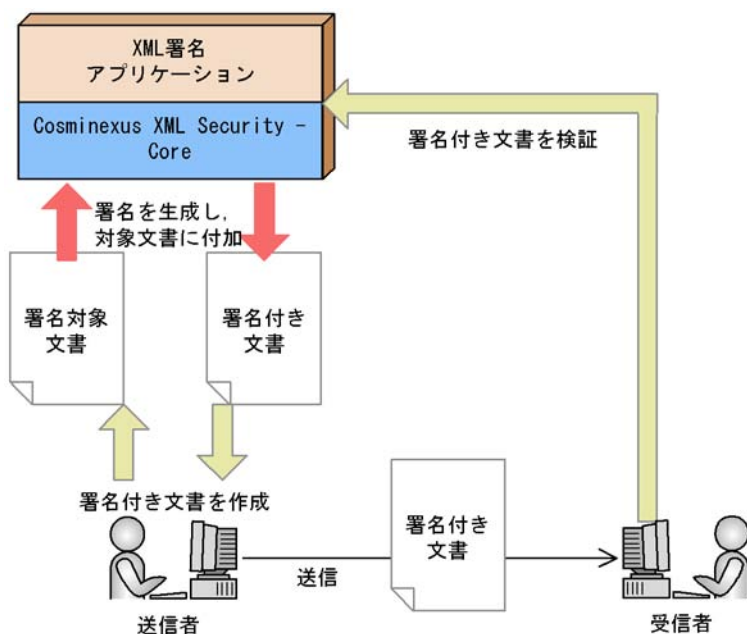 XML署名
アプリケーション
Cosminexus XML Security -
Core
署名付き文書を検証
署名を生成し,
対象文書に付加
署名対象
文書
署名付き
文書
署名付き文書を作成
署名付き
文書
送信
送信者
受信者